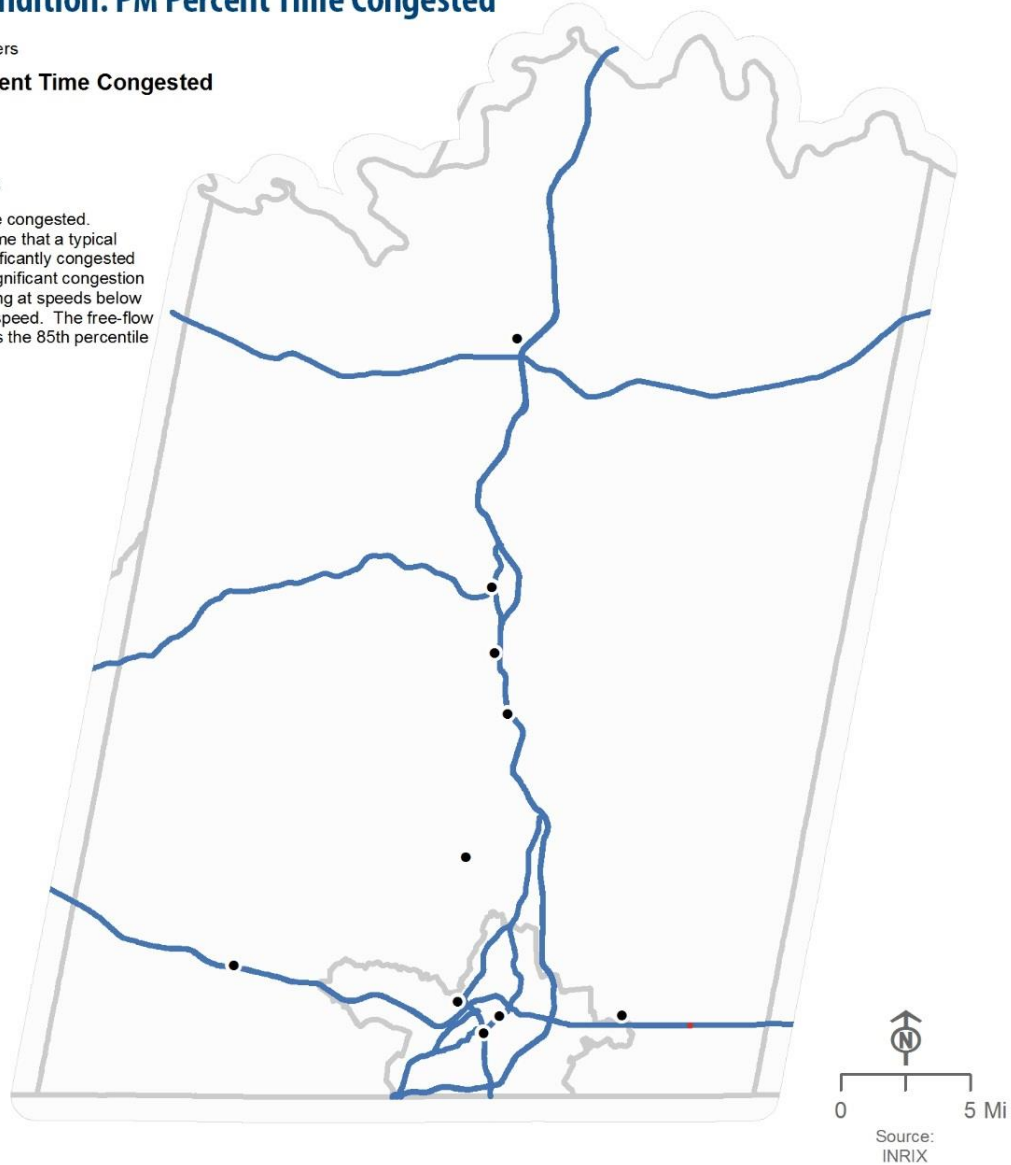 ndition: PM Percent Time Congested
ers
ent Time Congested
e congested.
me that a typical
ficantly congested
gnificant congestion
ng at speeds below
speed. The free-flow
s the 85th percentile
N
0 5 Mi
Source:
INRIX